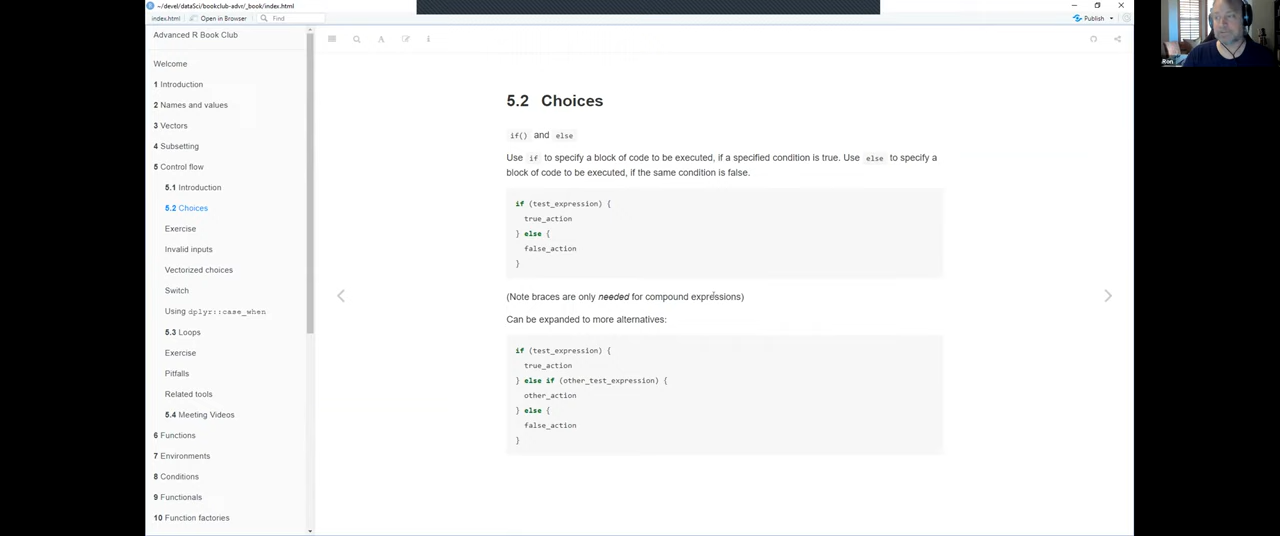 ~/devel/dataSci/bookclub-advr/_book/index.html
index.html
Open in Browser
Find
Publish
Advanced R Book Club
Welcome
1 Introduction
2 Names and values
3 Vectors
4 Subsetting
5 Control flow
5.1 Introduction
5.2 Choices
Exercise
Invalid inputs
Vectorized choices
Switch
Using dplyr::case_when
5.3 Loops
Exercise
Pitfalls
Related tools
5.4 Meeting Videos
6 Functions
7 Environments
8 Conditions
9 Functionals
10 Function factories
5.2 Choices
if() and else
Use if to specify a block of code to be executed, if a specified condition is true. Use else to specify a
block of code to be executed, if the same condition is false.
if (test_expression) {
true_action
} else {
false_action
}
(Note braces are only needed for compound expressions)
Can be expanded to more alternatives:
if (test_expression) {
true_action
} else if (other_test_expression) {
other_action
} else {
false_action
}
Ron